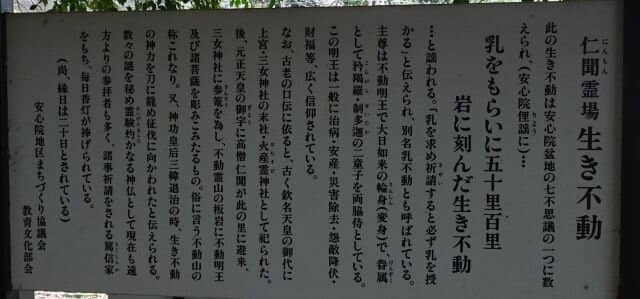 仁聞霊場 生き不動
此の生き不動は安心院盆地の七不思議の一つに数
えられ、(安心院俚謡に)…
乳をもらいに五十里百里
岩に刻んだ生き不動
…と謡われる。「乳を求め祈請すると必ず乳を授
かること伝えられ、別名乳不動とも呼ばれている。
主尊は不動明王で大日如来の輪身(変身)で、眷属
として矜羯羅・制多迦の二童子を両脇侍としている。
この明王は一般に治病・安産・災害除去・怨敵降伏・
財福等、広く信仰されている。
なお、古老の口伝に依ると、古く欽名天皇の御代に
上宮・三女神社の末社・火産霊神社として祀られた。
後、元正天皇の御字に高僧仁聞が此の里に遊来、
三女神社に参篭を為し、不動霊山の板岩に不動明王
及び諸菩薩を彫みこみたるもの。俗に言う不動山の
称これなり。又、神功皇后三韓退治の時、生き不動
の神力を刀に籠め征伐に向かわれたと伝えられる。
数々の謎を秘め霊験灼かなる神仏として現在も遠
方よりの参拝者も多く、諸事祈請をされる篤信家
をもち、毎日香灯が捧げられている。
(尚、縁日は二十日とされている)
安心院地区まちづくり協議会
教育文化部会